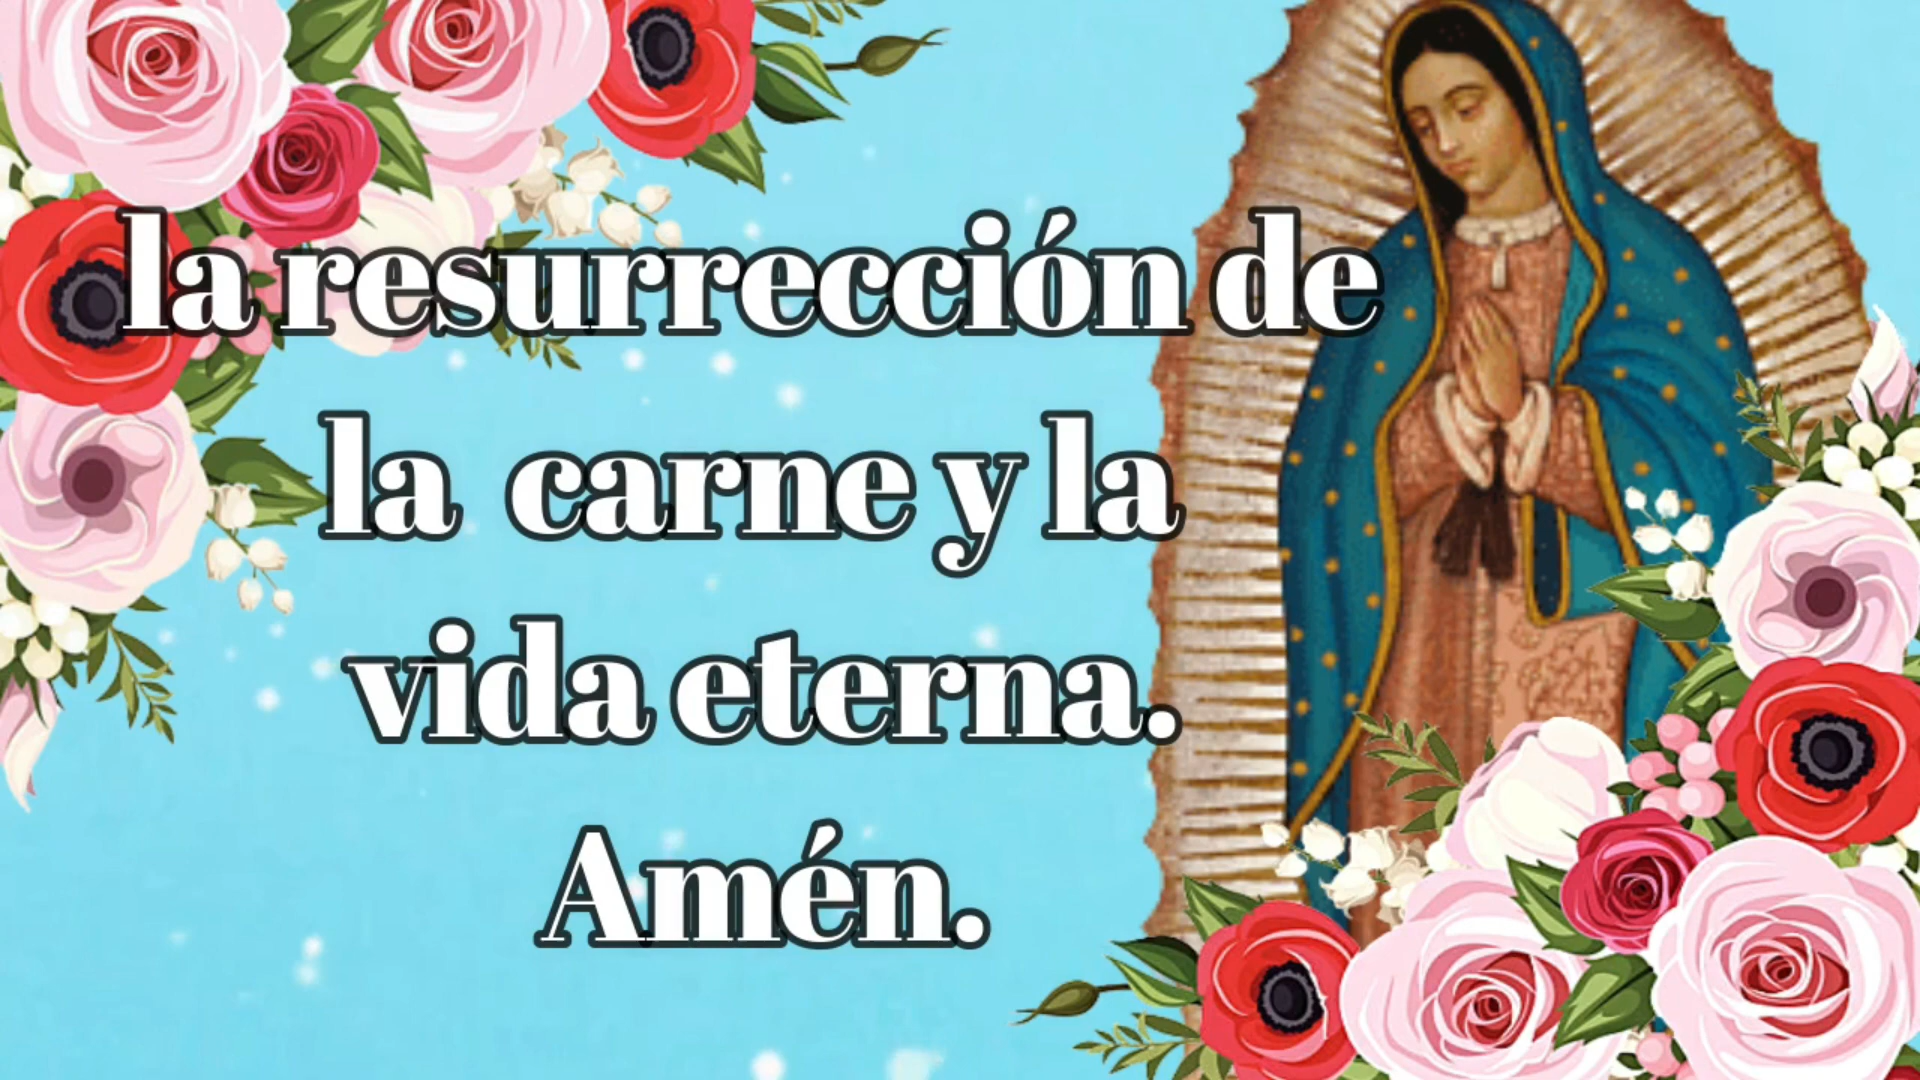 la resurrección de
la carne y la
vida eterna.
Amén.